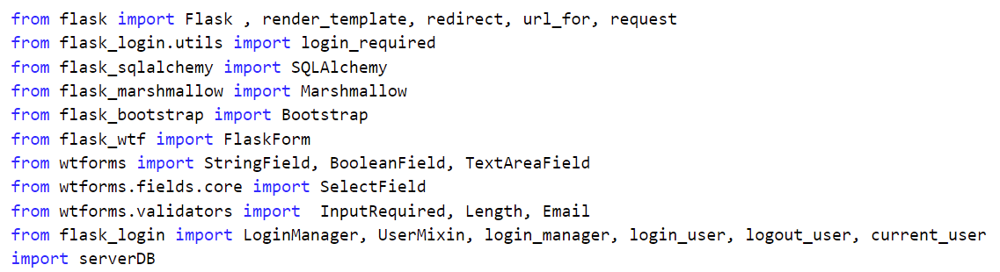 from flask import Flask , render_template, redirect, url_for, request
from flask_login.utils import login_required
from flask_sqlalchemy import SQLAlchemy
from flask_marshmallow import Marshmallow
from flask_bootstrap import Bootstrap
from flask_wtf import FlaskForm
from wtforms import StringField, BooleanField, TextAreaField
from wtforms.fields.core import SelectField
from wtforms.validators import  InputRequired, Length, Email
from flask_login import LoginManager, UserMixin, login_manager, login_user, logout_user, current_user
import serverDB